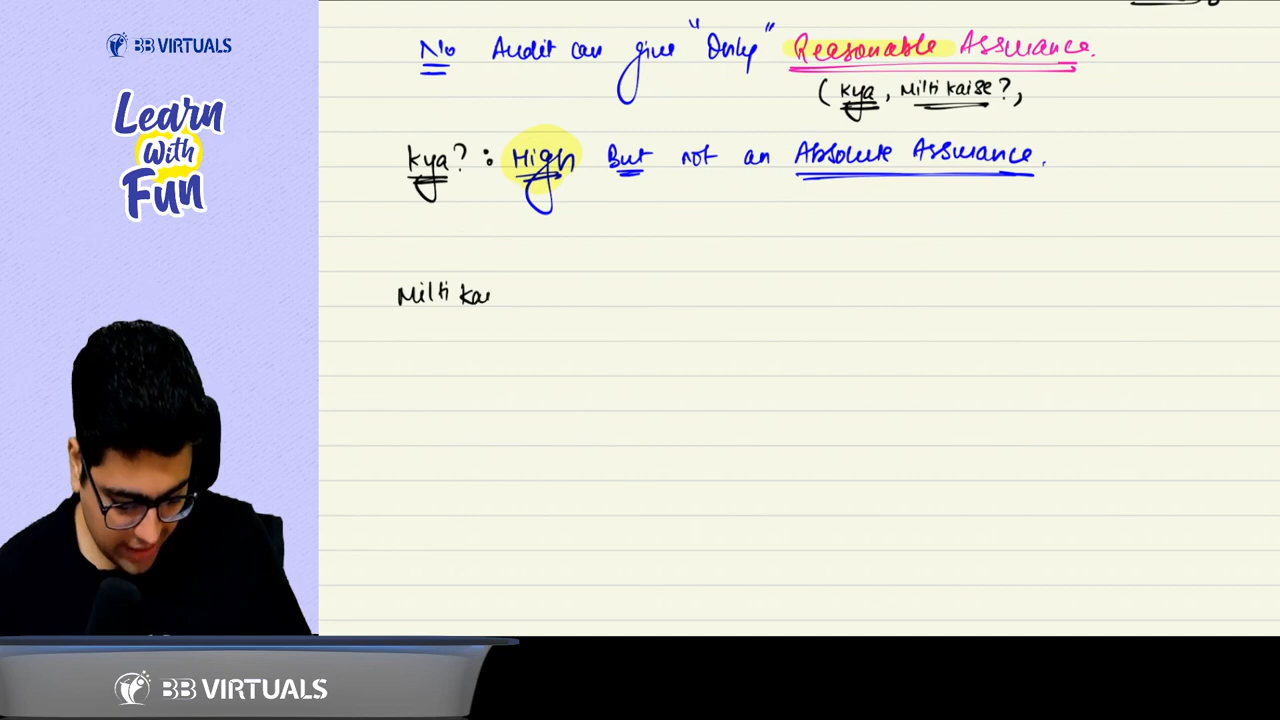 BB VIRTUALS
Learn
With
Fun
No Audit can give "Only" Reasonable Assurance.
(Kya, Milti kaise?,
Kya? : High But not an Absolute Assurance.
Milti kai
BB VIRTUALS